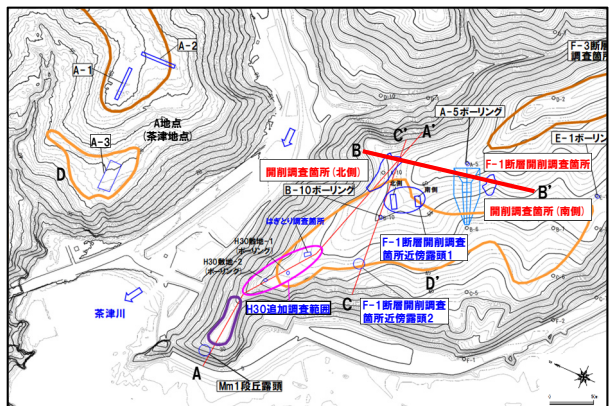 A-2
A-1
A地点
(茶津地点)
A-3
D
F-3断層
調査箇所
A-5ボーリング
E-1ボーリング
C'
A'
B
開削調査箇所(北側)
F-1断層開削調査箇所
B-10ボーリング
北側
南側
B'
開削調査箇所(南側)
はぎとり調査箇所
H30敷地-1
(ボーリング)
H30敷地-2
(ボーリング)
F-1断層開削調査
箇所近傍露頭1
D'
C
F-1断層開削調査
箇所近傍露頭2
H30追加調査範囲
茶津川
A
Mm1段丘露頭